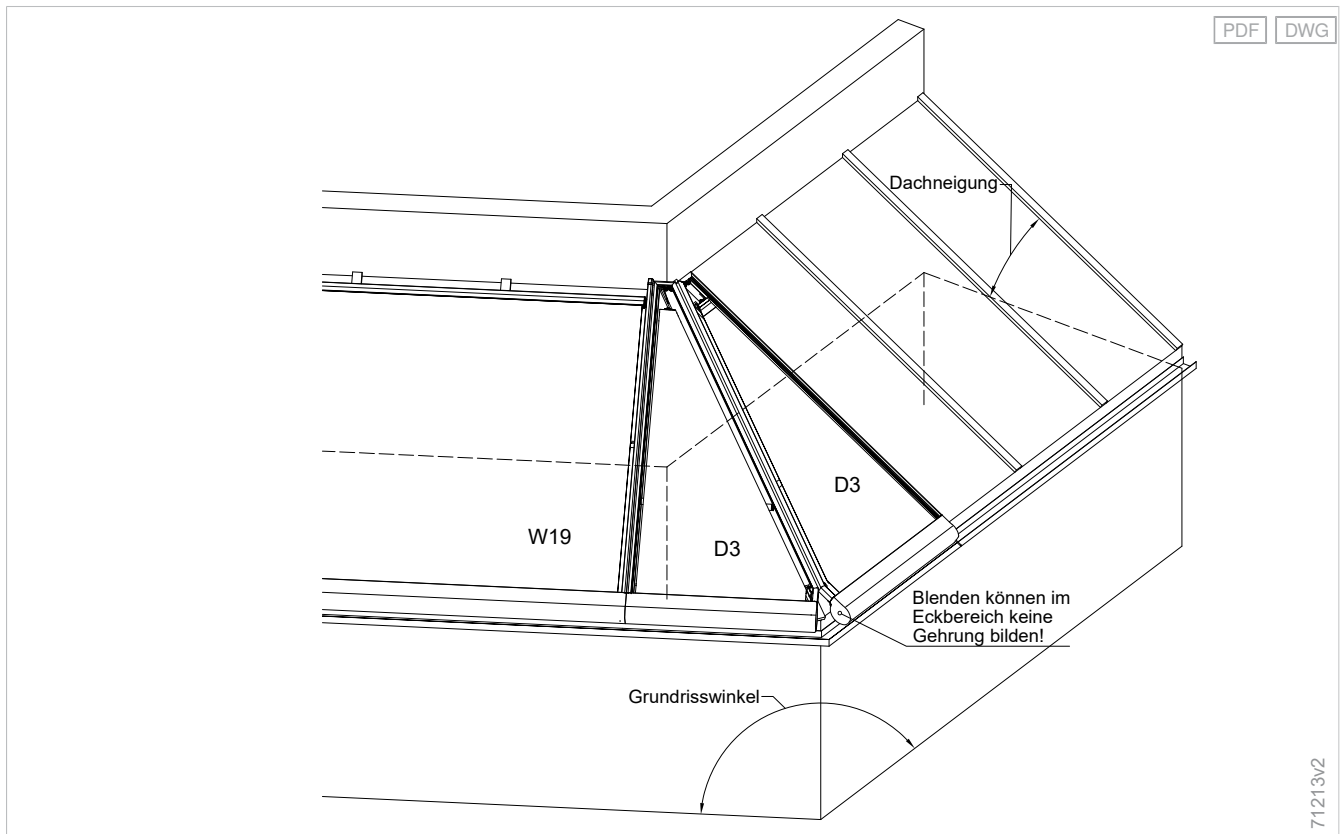 PDF DWG
Dachneigung
D3
W19
D3
Blenden können im
Eckbereich keine
Gehrung bilden!
Grundrisswinkel
71213v2